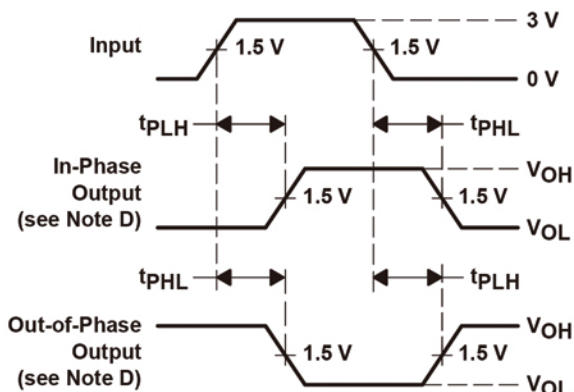 3 V
Input
1.5 V
1.5 V
0 V
tPLH
tPHL
In-Phase
Output
(see Note D)
VOH
1.5 V
1.5 V
VOL
tPHL
tPLH
Out-of-Phase
Output
(see Note D)
VOH
1.5 V
1.5 V
VOL